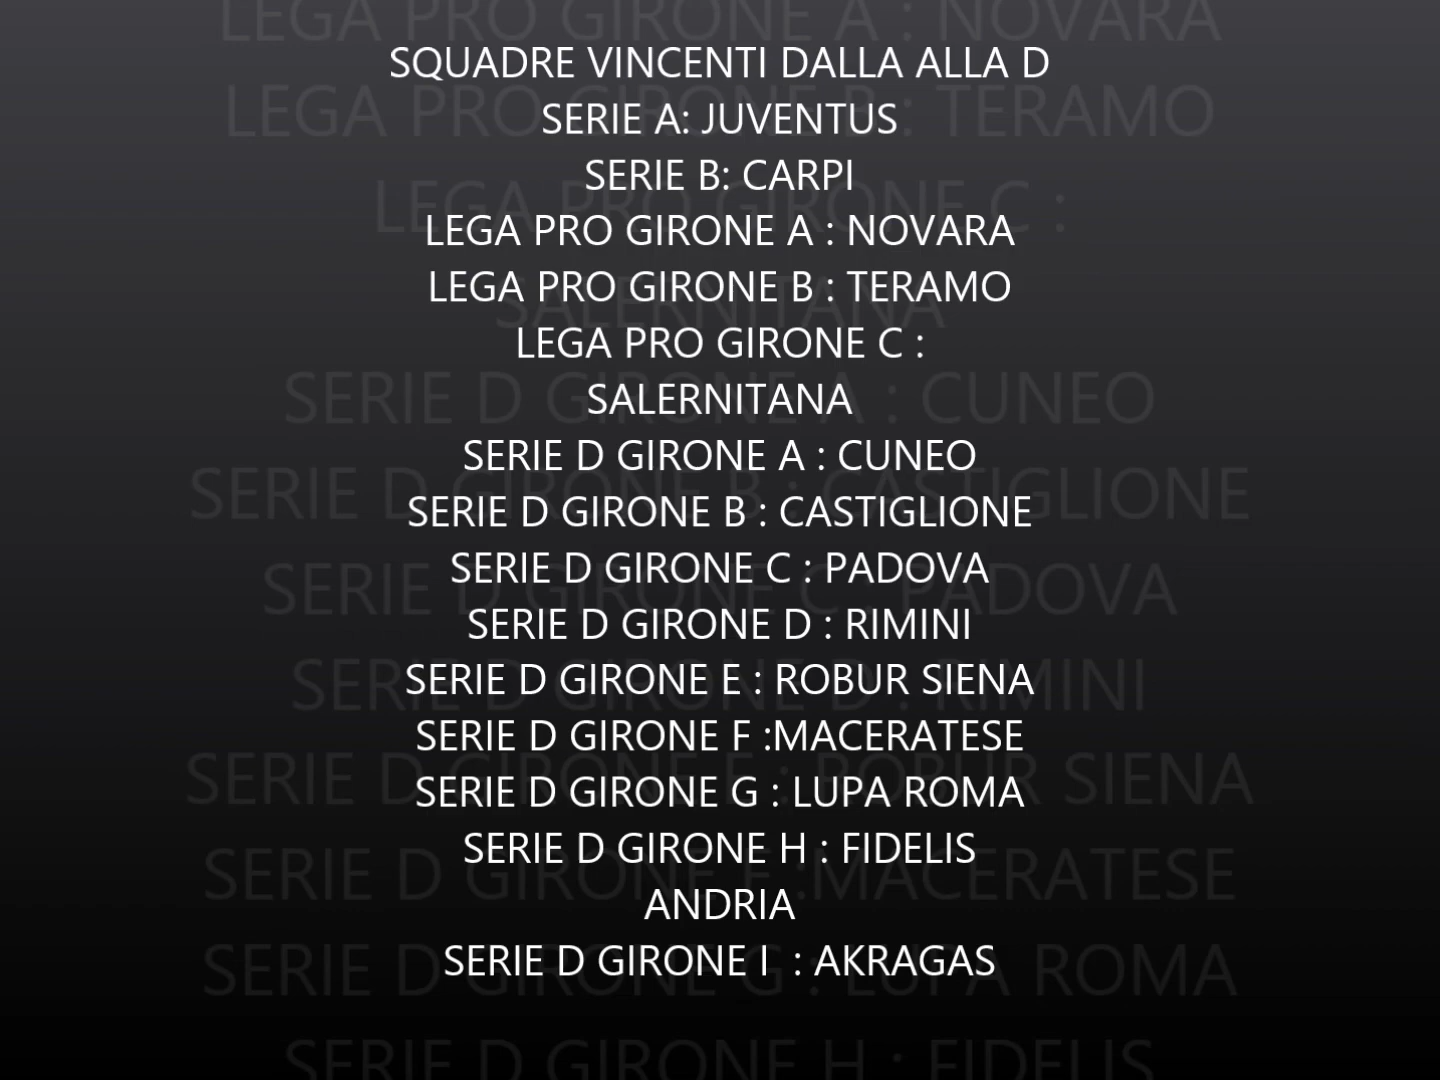 SQUADRE VINCENTI DALLA ALLA D
SERIE A: JUVENTUS
SERIE B: CARPI
LEGA PRO GIRONE A : NOVARA
LEGA PRO GIRONE B : TERAMO
LEGA PRO GIRONE C :
SALERNITANA
SERIE D GIRONE A : CUNEO
SERIE D GIRONE B : CASTIGLIONE
SERIE D GIRONE C : PADOVA
SERIE D GIRONE D : RIMINI
SERIE D GIRONE E : ROBUR SIENA
SERIE D GIRONE F :MACERATESE
SERIE D GIRONE G : LUPA ROMA
SERIE D GIRONE H : FIDELIS
ANDRIA
SERIE D GIRONE I  : AKRAGAS